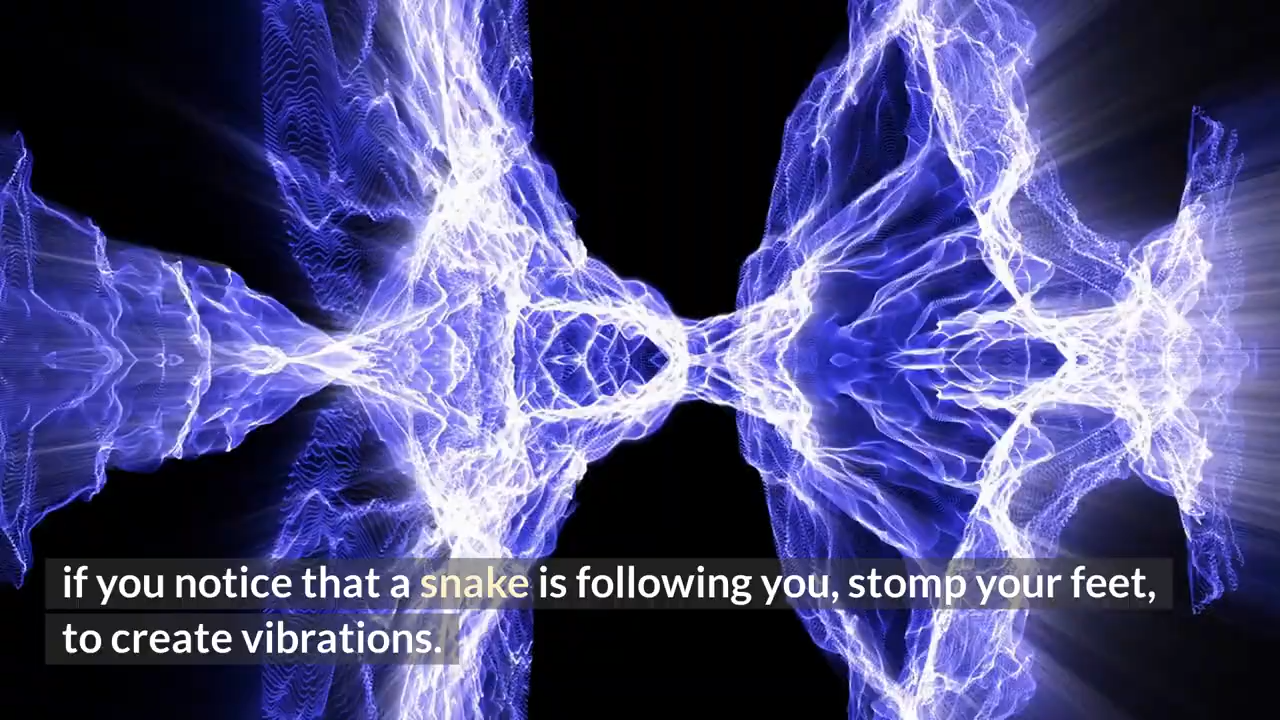 if you notice that a snake is following you, stomp your feet,
to create vibrations.